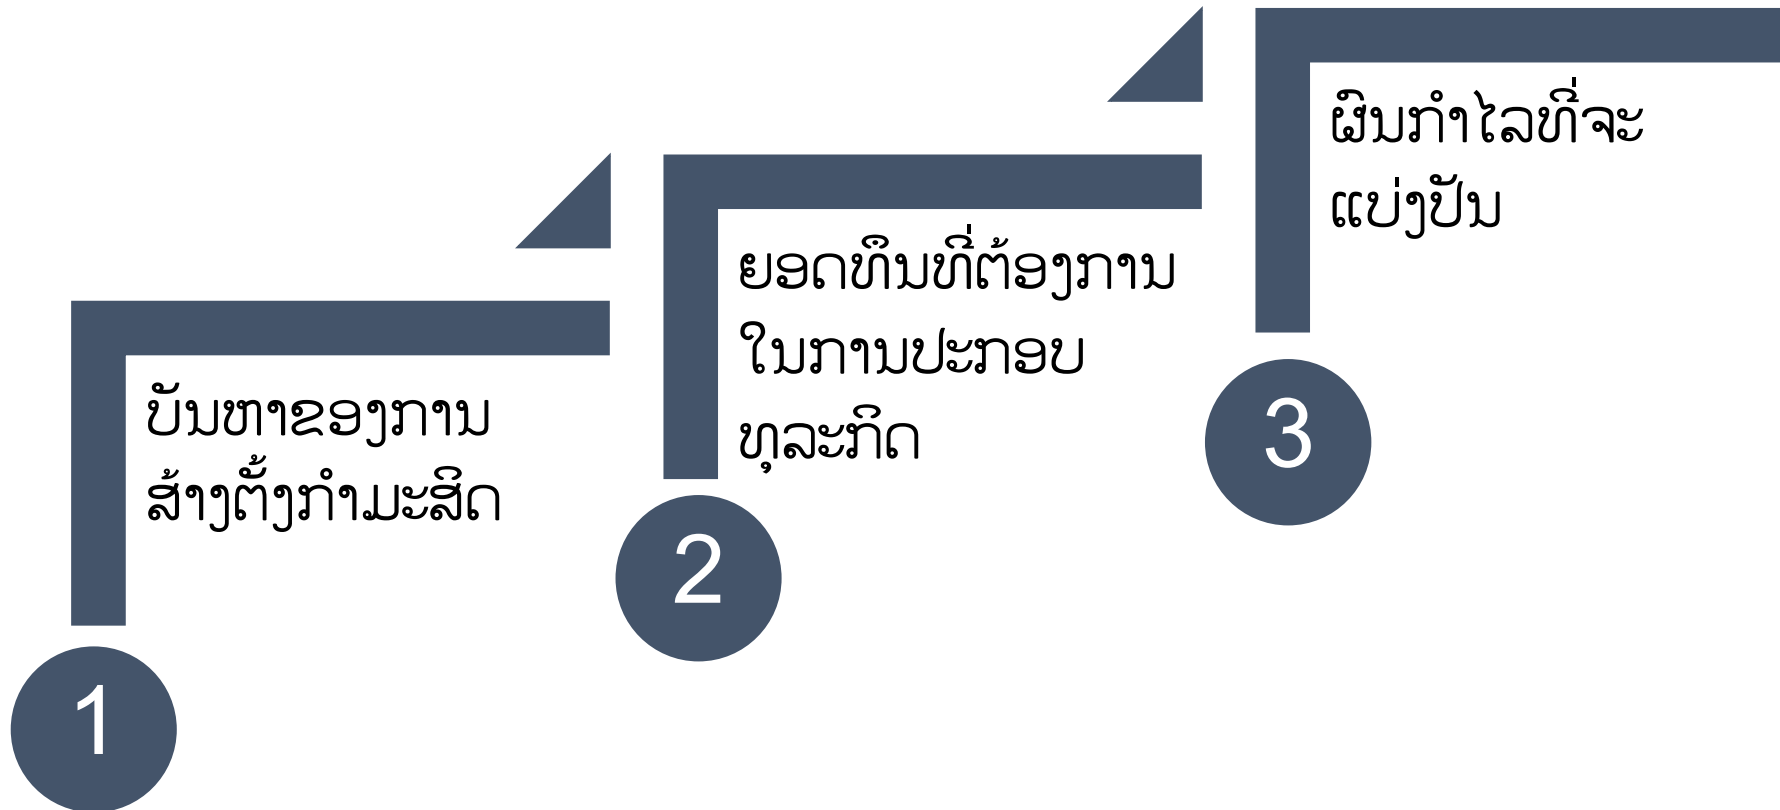 1
ບັນຫາຂອງການ
ສ້າງຕັ້ງກຳມະສິດ
2
ຍອດທຶນທີ່ຕ້ອງການ
ໃນການປະກອບ
ທຸລະກິດ
3
ຜົນກຳໄລທີ່ຈະ
ແບ່ງປັນ